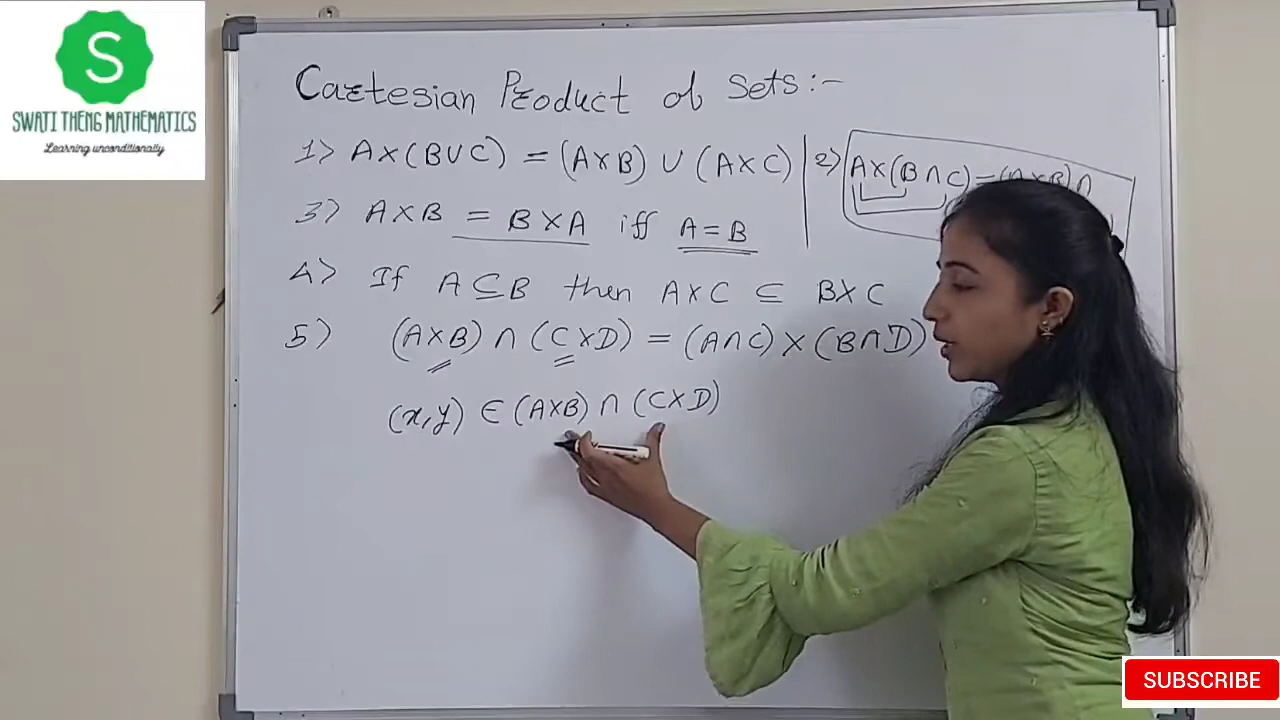 S
SWATI THENG MATHEMATICS
Learning unconditionally
Cartesian Product of Sets:-
1> A×(B∪C) = (A×B) ∪ (A×C)
2> A×(B∩C) = (A×B)∩
3> A×B = B×A iff A=B
4> If A⊆B then A×C ⊆ B×C
5) (A×B) ∩ (C×D) = (A∩C) × (B∩D)
(x,y) ∈ (A×B) ∩ (C×D)
SUBSCRIBE